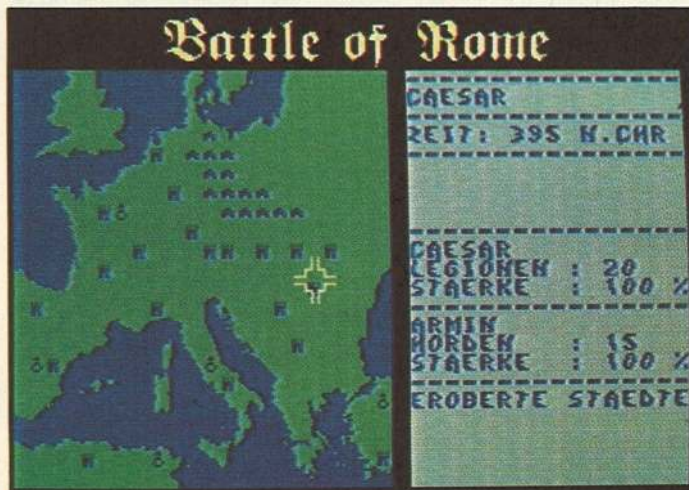 Battle of Rome
CAESAR
ZEIT: 395 N.CHR
CAESAR
LEGIONEN : 20
STAERKE : 100 %
ARMIN
HORDEN : 15
STAERKE : 100 %
EROBERTE STAEDTE